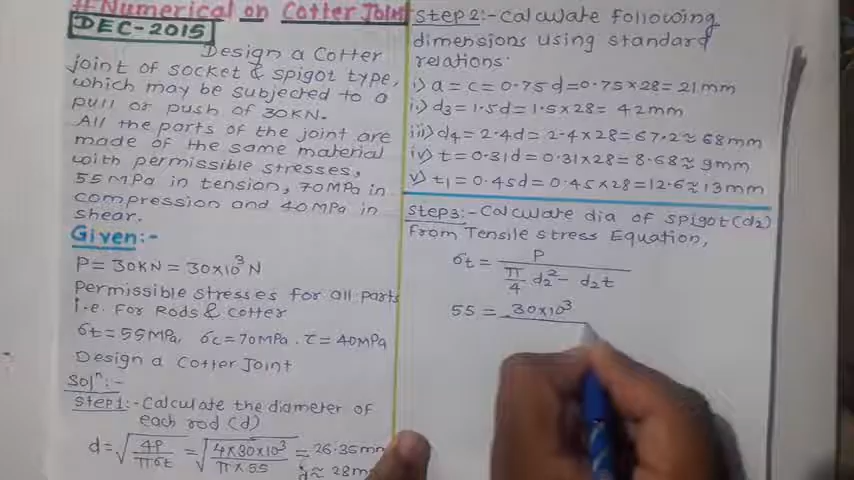 #Numerical on Cotter Joint
DEC-2015
Design a Cotter
joint of socket & spigot type,
which may be subjected to a
pull or push of 30KN.
All the parts of the joint are
made of the same material
with permissible stresses,
55MPa in tension, 70MPa in
compression and 40MPa in
shear.
Given:-
P = 30KN = 30×10³ N
Permissible stresses for all parts
i.e. For Rods & cotter
σt = 55MPa, σc = 70MPa. τ = 40MPa
Design a Cotter Joint
Solⁿ:-
Step1:- Calculate the diameter of
each rod (d)
d = √(4P/πσt) = √(4×30×10³/π×55) = 26.35mm
d ≈ 28m
Step2:- Calculate following
dimensions using standard
relations:
i) a = c = 0.75d = 0.75×28 = 21mm
ii) d3 = 1.5d = 1.5×28 = 42mm
iii) d4 = 2.4d = 2.4×28 = 67.2 ≈ 68mm
iv) t = 0.31d = 0.31×28 = 8.68 ≈ 9mm
v) t1 = 0.45d = 0.45×28 = 12.6 ≈ 13mm
Step3:- Calculate dia of spigot (d2)
From Tensile stress Equation,
σt = P / (π/4 d2² - d2t)
55 = 30×10³